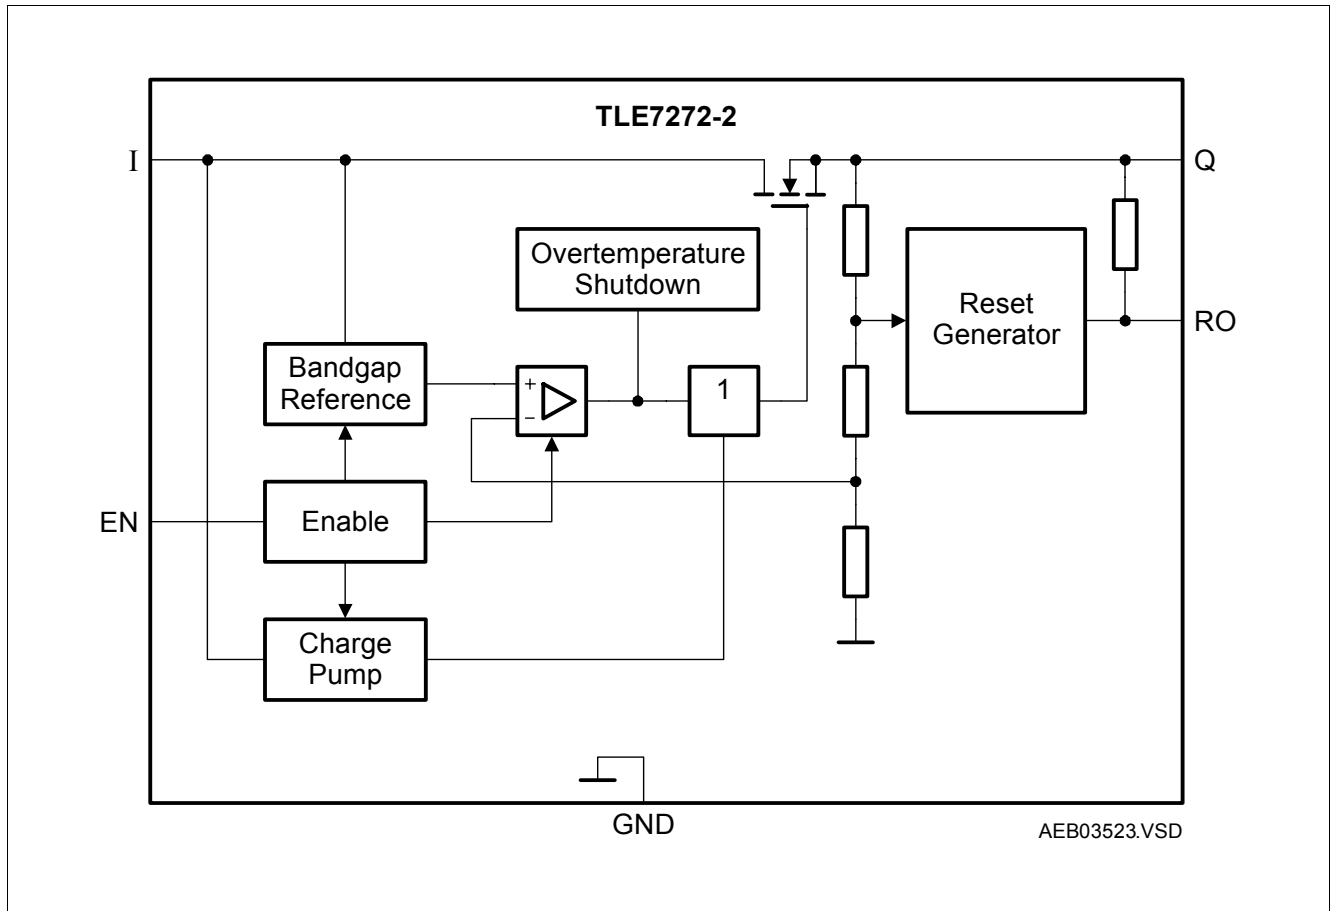 TLE7272-2
I
Q
Overtemperature
Shutdown
Reset
Generator
RO
Bandgap
Reference
+
−
1
EN
Enable
Charge
Pump
GND
AEB03523.VSD